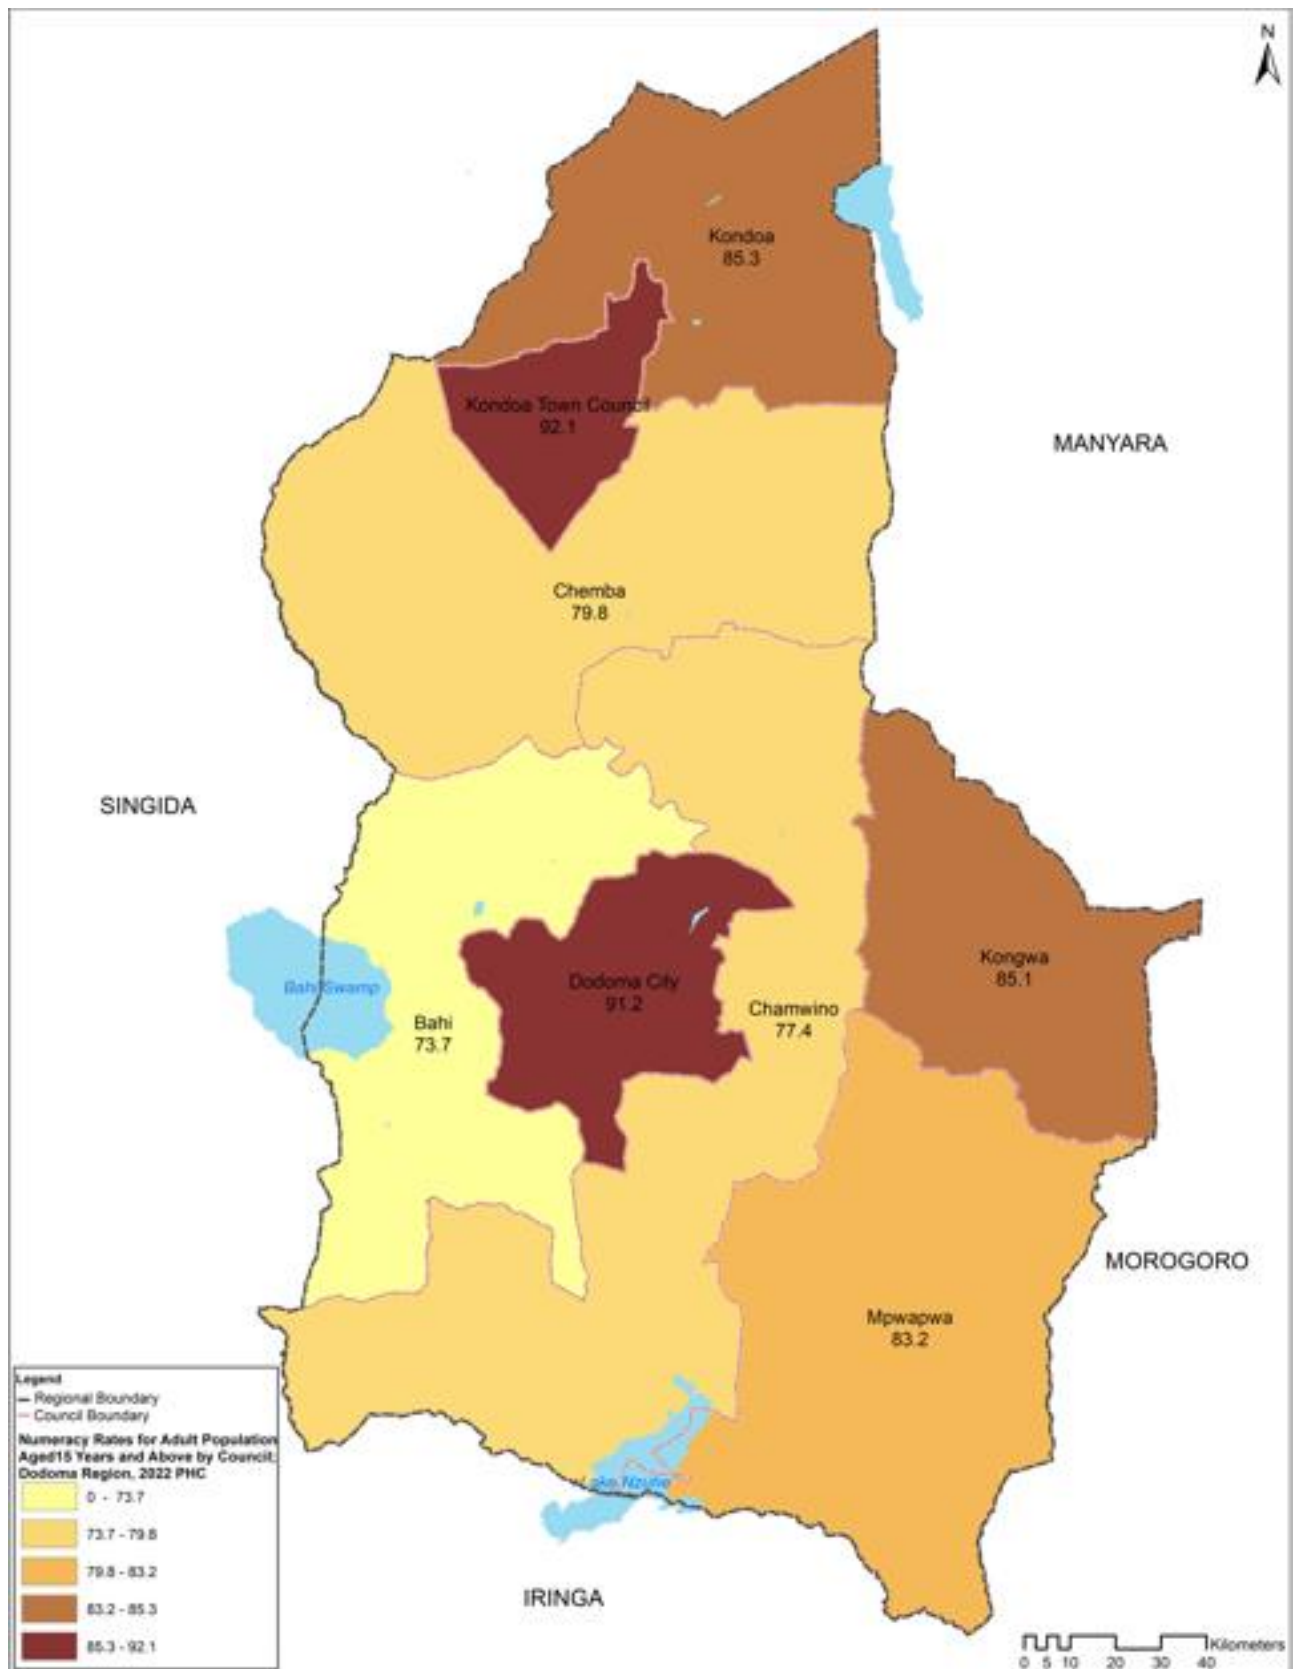 N
Kondoa
85.3
Kondoa Town Council
92.1
MANYARA
Chemba
79.8
SINGIDA
Kongwa
85.1
Dodoma City
91.2
Bahi Swamp
Chamwino
77.4
Bahi
73.7
MOROGORO
Mpwapwa
83.2
Legend
Regional Boundary
Council Boundary
Numeracy Rates for Adult Population
Aged15 Years and Above by Council;
Dodoma Region, 2022 PHC
0 - 73.7
73.7 - 79.8
79.8 - 83.2
83.2 - 85.3
85.3 - 92.1
Lake Nzuhe
IRINGA
Kilometers
0 5 10 20 30 40